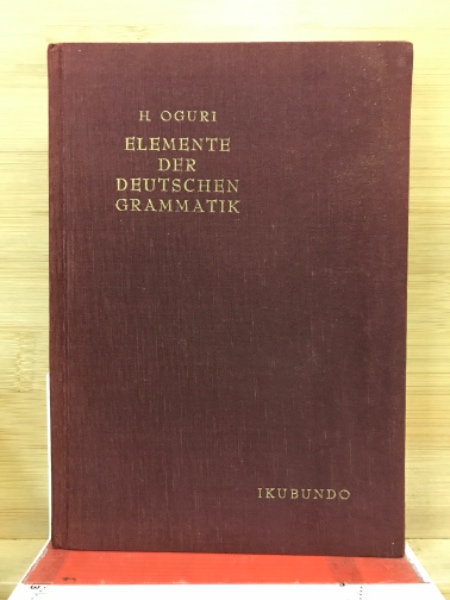 H. OGURI
ELEMENTE
DER
DEUTSCHEN
GRAMMATIK
IKUBUNDO